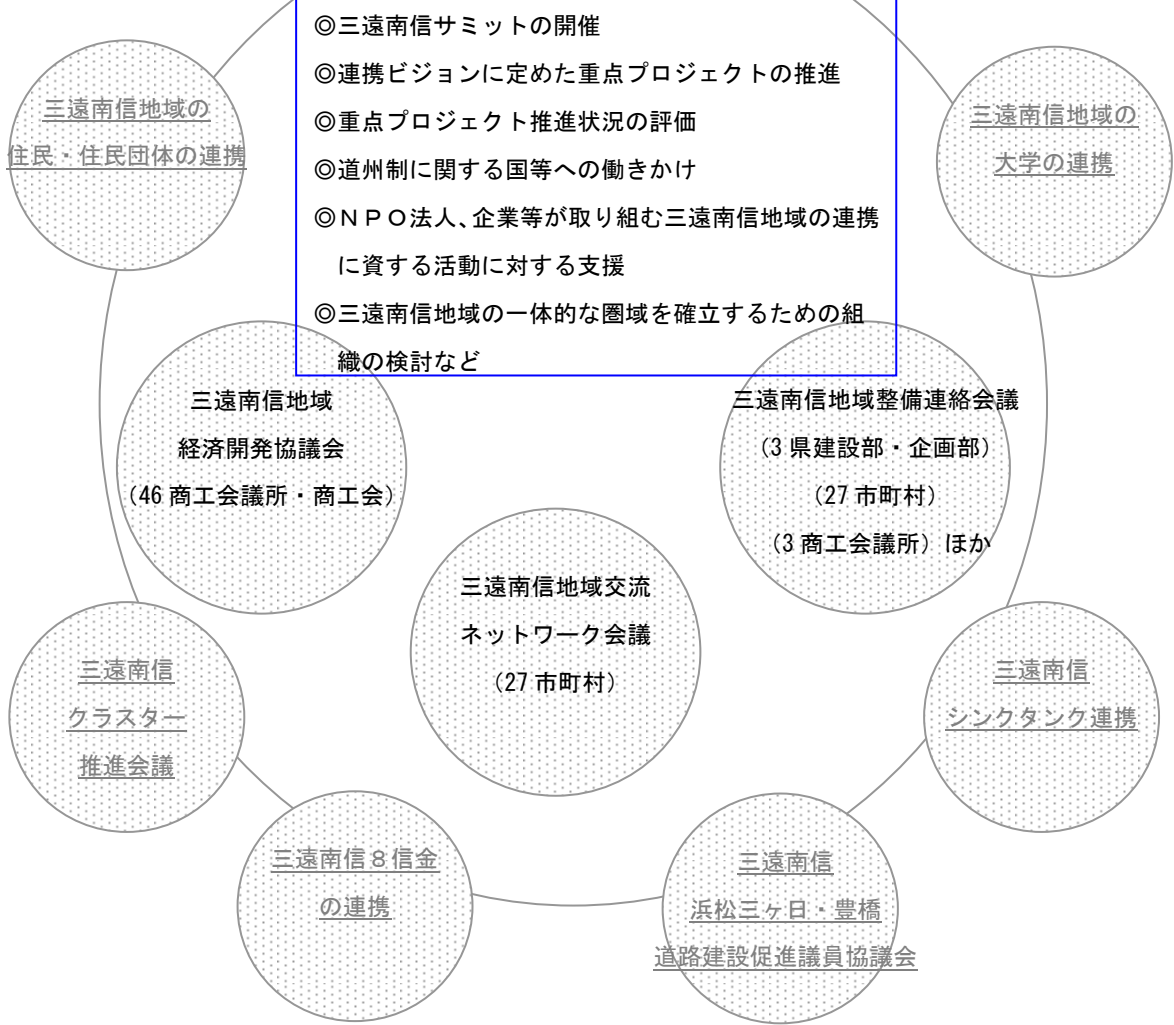 ◎三遠南信サミットの開催
◎連携ビジョンに定めた重点プロジェクトの推進
◎重点プロジェクト推進状況の評価
◎道州制に関する国等への働きかけ
◎ＮＰＯ法人、企業等が取り組む三遠南信地域の連携
に資する活動に対する支援
◎三遠南信地域の一体的な圏域を確立するための組
織の検討など
三遠南信地域の
住民・住民団体の連携
三遠南信地域の
大学の連携
三遠南信地域
経済開発協議会
（46 商工会議所・商工会）
三遠南信地域整備連絡会議
（3 県建設部・企画部）
（27 市町村）
（3 商工会議所）ほか
三遠南信地域交流
ネットワーク会議
（27 市町村）
三遠南信
クラスター
推進会議
三遠南信
シンクタンク連携
三遠南信８信金
の連携
三遠南信
浜松三ヶ日・豊橋
道路建設促進議員協議会